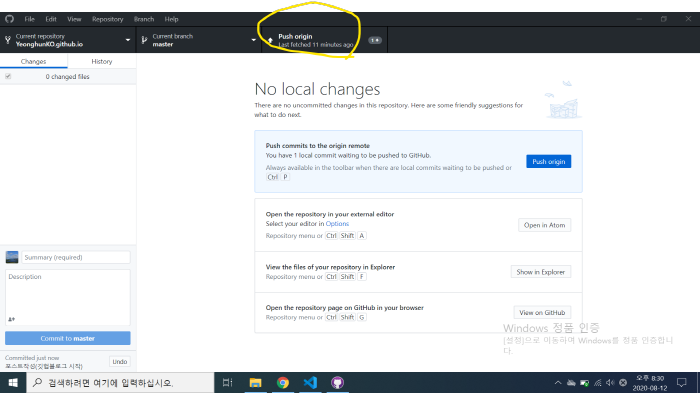 File Edit View Repository Branch Help
Current repository
YeonghunKO.github.io
Current branch
master
Push origin
Last fetched 11 minutes ago
1
Changes
History
0 changed files
No local changes
There are no uncommitted changes in this repository. Here are some friendly suggestions for
what to do next.
Push commits to the origin remote
You have 1 local commit waiting to be pushed to GitHub.
Always available in the toolbar when there are local commits waiting to be pushed or
Ctrl P
Push origin
Open the repository in your external editor
Select your editor in Options
Repository menu or Ctrl Shift A
Open in Atom
View the files of your repository in Explorer
Repository menu or Ctrl Shift F
Show in Explorer
Open the repository page on GitHub in your browser
Repository menu or Ctrl Shift G
View on GitHub
Summary (required)
Description
Commit to master
Committed just now
포스트작성(깃헙블로그 시작)
Undo
Windows 정품 인증
[설정]으로 이동하여 Windows를 정품 인증합니
다.
검색하려면 여기에 입력하십시오.
오후 8:30
2020-08-12